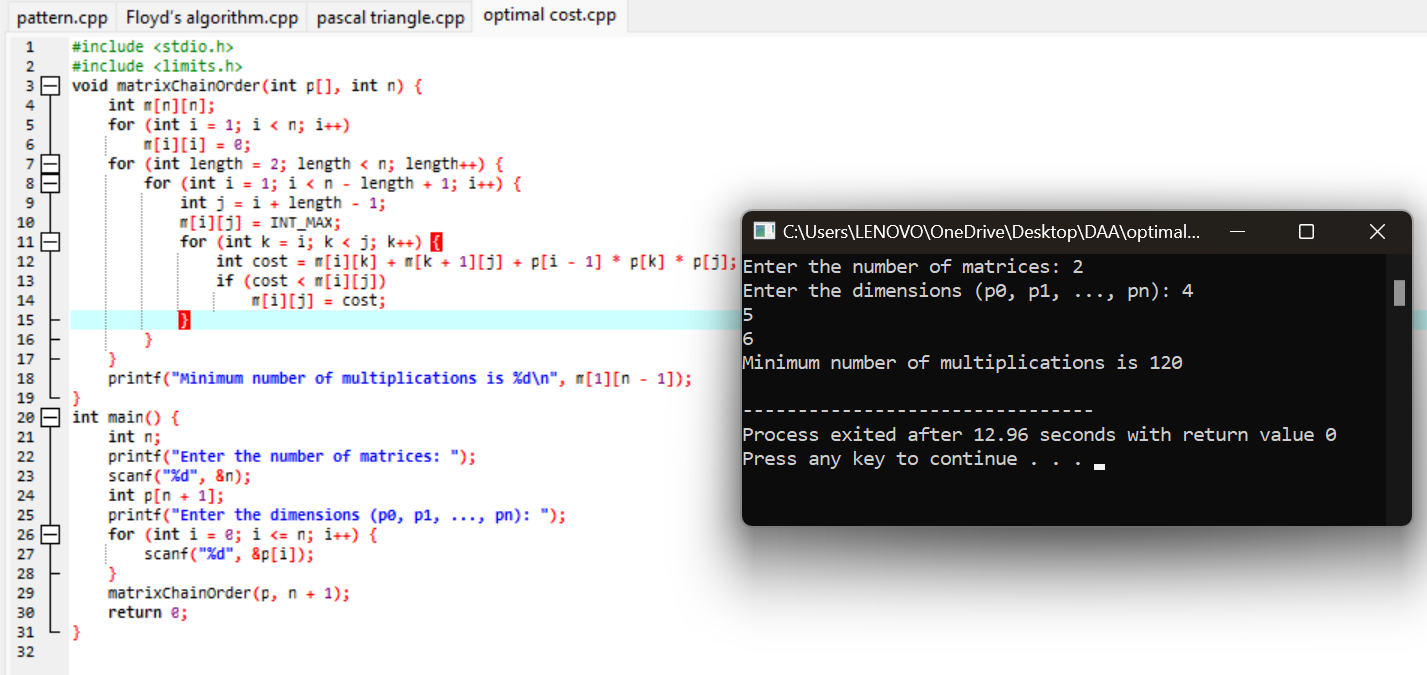 pattern.cpp Floyd's algorithm.cpp pascal triangle.cpp optimal cost.cpp
1 #include <stdio.h>
2 #include <limits.h>
3 void matrixChainOrder(int p[], int n) {
4 int m[n][n];
5 for (int i = 1; i < n; i++)
6 m[i][i] = 0;
7 for (int length = 2; length < n; length++) {
8 for (int i = 1; i < n - length + 1; i++) {
9 int j = i + length - 1;
10 m[i][j] = INT_MAX;
11 for (int k = i; k < j; k++) {
12 int cost = m[i][k] + m[k + 1][j] + p[i - 1] * p[k] * p[j];
13 if (cost < m[i][j])
14 m[i][j] = cost;
15 }
16 }
17 }
18 printf("Minimum number of multiplications is %d\n", m[1][n - 1]);
19 }
20 int main() {
21 int n;
22 printf("Enter the number of matrices: ");
23 scanf("%d", &n);
24 int p[n + 1];
25 printf("Enter the dimensions (p0, p1, ..., pn): ");
26 for (int i = 0; i <= n; i++) {
27 scanf("%d", &p[i]);
28 }
29 matrixChainOrder(p, n + 1);
30 return 0;
31 }
32
C:\Users\LENOVO\OneDrive\Desktop\DAA\optimal...
Enter the number of matrices: 2
Enter the dimensions (p0, p1, ..., pn): 4
5
6
Minimum number of multiplications is 120
--------------------------------
Process exited after 12.96 seconds with return value 0
Press any key to continue . . .